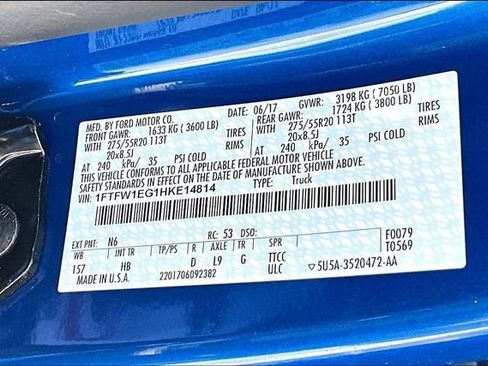 MFD. BY FORD MOTOR CO. 06/17 GVWR: 3198 KG ( 7050 LB)
FRONT GAWR: 1633 KG ( 3600 LB) REAR GAWR: 1724 KG ( 3800 LB)
WITH 275/55R20 113T TIRES WITH 275/55R20 113T TIRES
20x8.5J RIMS 20x8.5J RIMS
AT 240 kPa/ 35 PSI COLD AT 240 kPa/ 35 PSI COLD
THIS VEHICLE CONFORMS TO ALL APPLICABLE FEDERAL MOTOR VEHICLE SAFETY
STANDARDS IN EFFECT ON THE DATE OF MANUFACTURE SHOWN ABOVE.
VIN: 1FTFW1EG1HKE14814
TYPE: Truck
EXT PNT: N6 RC: 53 DSO: F0079
WB INT TR TP/PS R AXLE TR SPR T0569
157 HB D L9 G TTCC
MADE IN U.S.A. 2201706092382 ULC ▽5U5A-3520472-AA